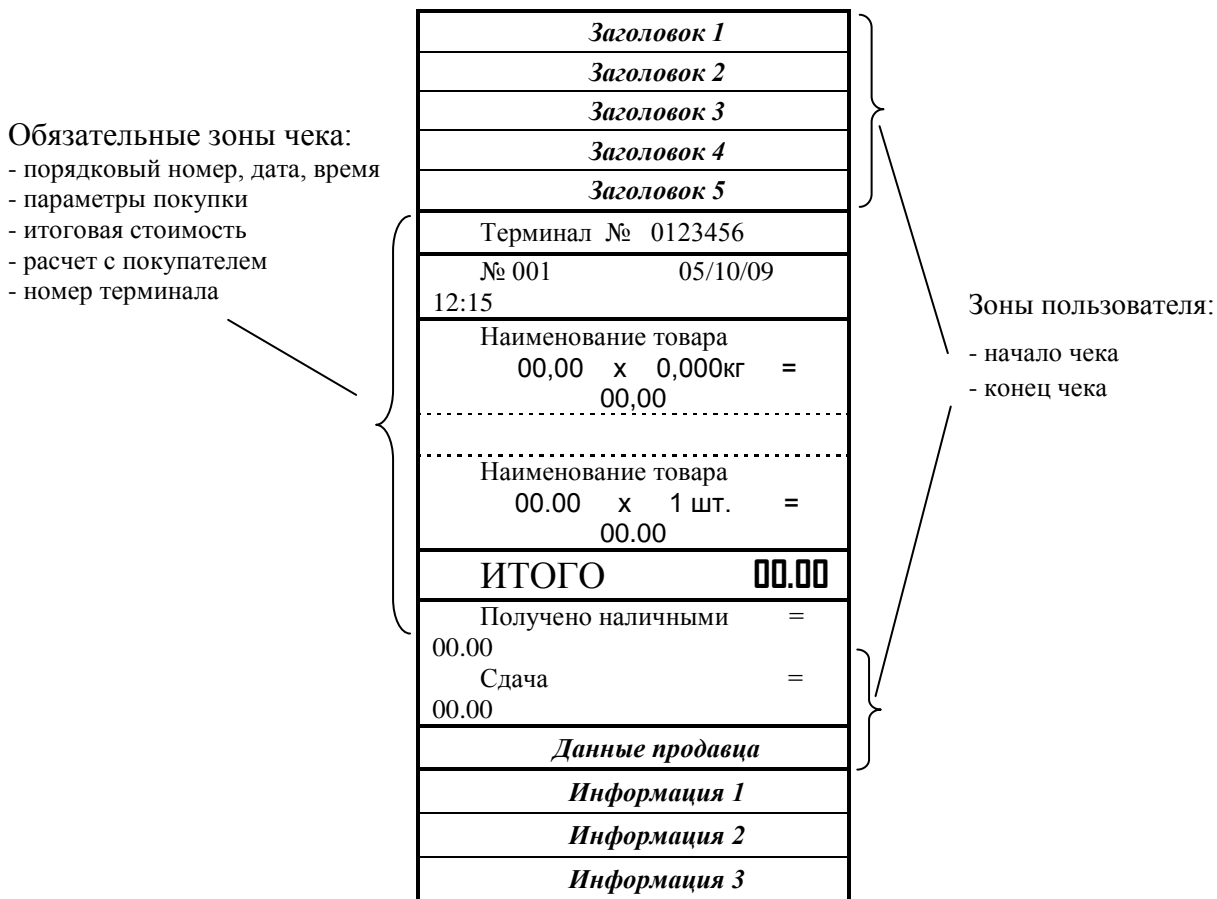 Обязательные зоны чека:
- порядковый номер, дата, время
- параметры покупки
- итоговая стоимость
- расчет с покупателем
- номер терминала
Заголовок 1
Заголовок 2
Заголовок 3
Заголовок 4
Заголовок 5
Терминал № 0123456
№ 001 05/10/09
12:15
Наименование товара
00,00 x 0,000кг =
00,00
Наименование товара
00.00 x 1 шт. =
00.00
ИТОГО 00.00
Получено наличными =
00.00
Сдача =
00.00
Данные продавца
Информация 1
Информация 2
Информация 3
Зоны пользователя:
- начало чека
- конец чека